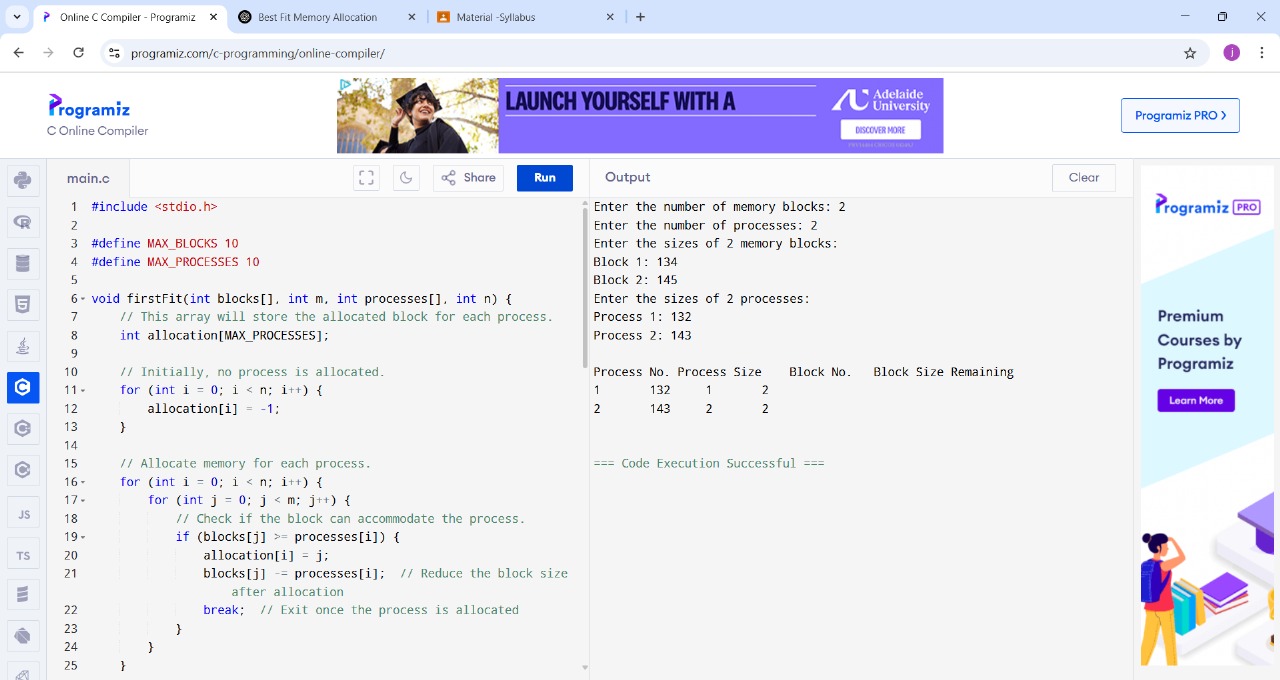 Online C Compiler - Programiz
Best Fit Memory Allocation
Material -Syllabus
programiz.com/c-programming/online-compiler/
j
Programiz
C Online Compiler
LAUNCH YOURSELF WITH A
Adelaide
University
DISCOVER MORE
Programiz PRO
main.c
Share
Run
Output
Clear
1 #include <stdio.h>
2
3 #define MAX_BLOCKS 10
4 #define MAX_PROCESSES 10
5
6 void firstFit(int blocks[], int m, int processes[], int n) {
7 // This array will store the allocated block for each process.
8 int allocation[MAX_PROCESSES];
9
10 // Initially, no process is allocated.
11 for (int i = 0; i < n; i++) {
12 allocation[i] = -1;
13 }
14
15 // Allocate memory for each process.
16 for (int i = 0; i < n; i++) {
17 for (int j = 0; j < m; j++) {
18 // Check if the block can accommodate the process.
19 if (blocks[j] >= processes[i]) {
20 allocation[i] = j;
21 blocks[j] -= processes[i];  // Reduce the block size
after allocation
22 break;  // Exit once the process is allocated
23 }
24 }
25 }
Enter the number of memory blocks: 2
Enter the number of processes: 2
Enter the sizes of 2 memory blocks:
Block 1: 134
Block 2: 145
Enter the sizes of 2 processes:
Process 1: 132
Process 2: 143
Process No. Process Size    Block No.   Block Size Remaining
1       132     1       2
2       143     2       2
=== Code Execution Successful ===
JS
TS
Programiz PRO
Premium
Courses by
Programiz
Learn More